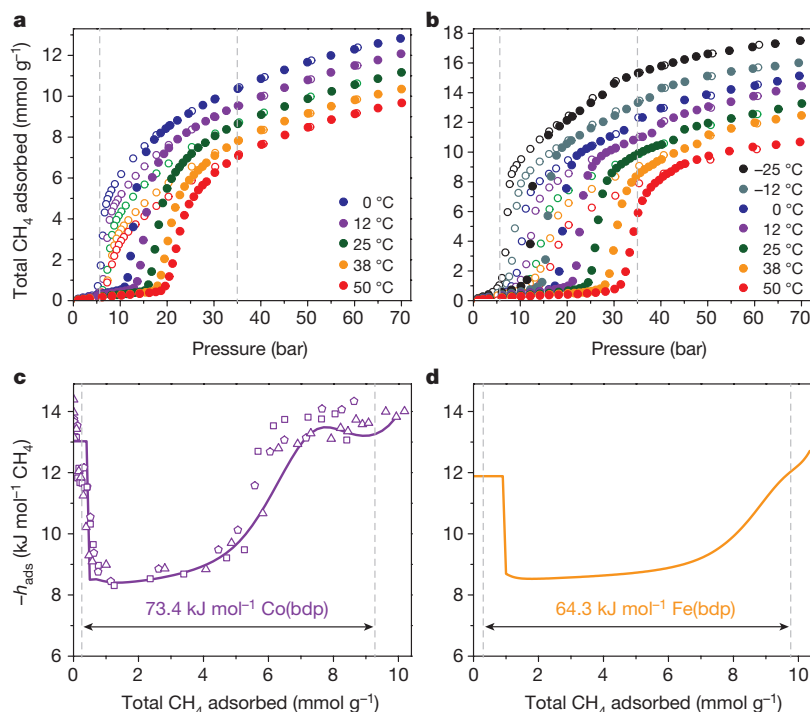 a
Total CH4 adsorbed (mmol g−1)
12
10
8
6
4
2
0
0 °C
12 °C
25 °C
38 °C
50 °C
0 10 20 30 40 50 60 70
Pressure (bar)
b
18
16
14
12
10
8
6
4
2
0
–25 °C
–12 °C
0 °C
12 °C
25 °C
38 °C
50 °C
0 10 20 30 40 50 60 70
Pressure (bar)
c
−hads (kJ mol−1 CH4)
14
12
10
8
6
73.4 kJ mol−1 Co(bdp)
0 2 4 6 8 10
Total CH4 adsorbed (mmol g−1)
d
14
12
10
8
6
64.3 kJ mol−1 Fe(bdp)
0 2 4 6 8 10
Total CH4 adsorbed (mmol g−1)